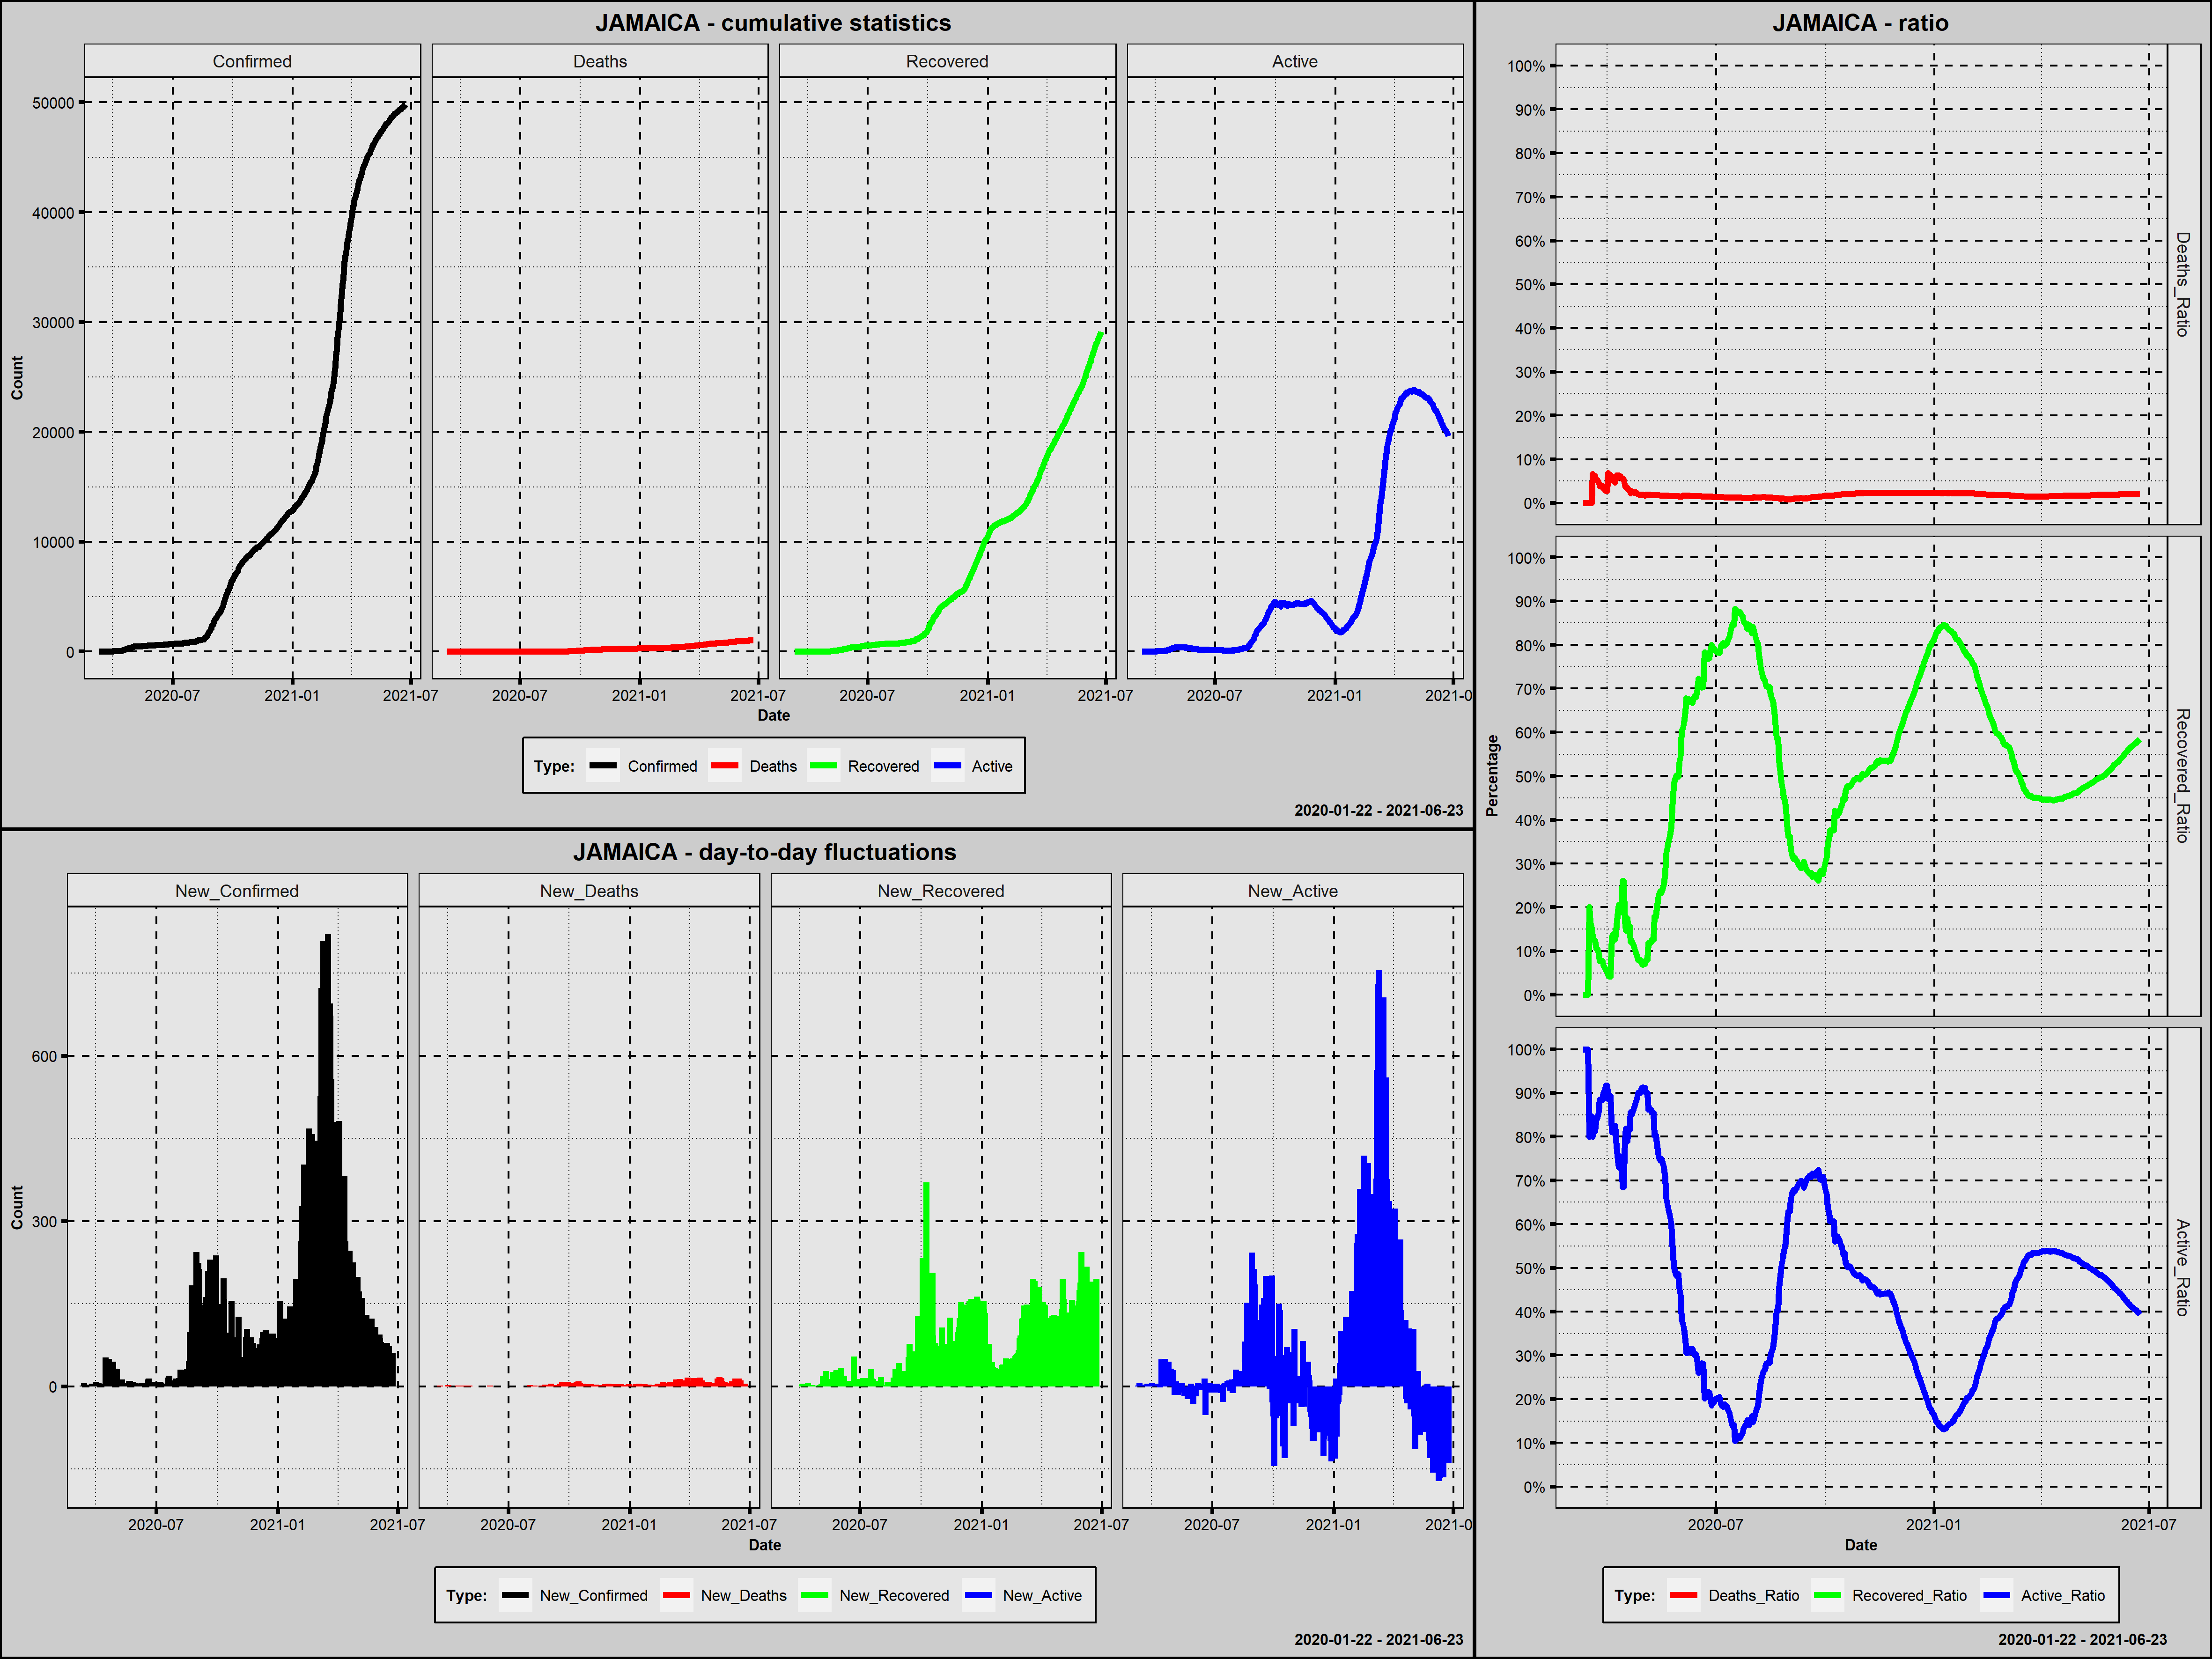 JAMAICA - cumulative statistics
Confirmed Deaths Recovered Active
Count
50000
40000
30000
20000
10000
0
2020-07 2021-01 2021-07 2020-07 2021-01 2021-07 2020-07 2021-01 2021-07 2020-07 2021-01 2021-0
Date
Type: Confirmed Deaths Recovered Active
2020-01-22 - 2021-06-23
JAMAICA - day-to-day fluctuations
New_Confirmed New_Deaths New_Recovered New_Active
Count
600
300
0
2020-07 2021-01 2021-07 2020-07 2021-01 2021-07 2020-07 2021-01 2021-07 2020-07 2021-01 2021-0
Date
Type: New_Confirmed New_Deaths New_Recovered New_Active
2020-01-22 - 2021-06-23
JAMAICA - ratio
Percentage
100%
90%
80%
70%
60%
50%
40%
30%
20%
10%
0%
Deaths_Ratio
100%
90%
80%
70%
60%
50%
40%
30%
20%
10%
0%
Recovered_Ratio
100%
90%
80%
70%
60%
50%
40%
30%
20%
10%
0%
Active_Ratio
2020-07 2021-01 2021-07
Date
Type: Deaths_Ratio Recovered_Ratio Active_Ratio
2020-01-22 - 2021-06-23